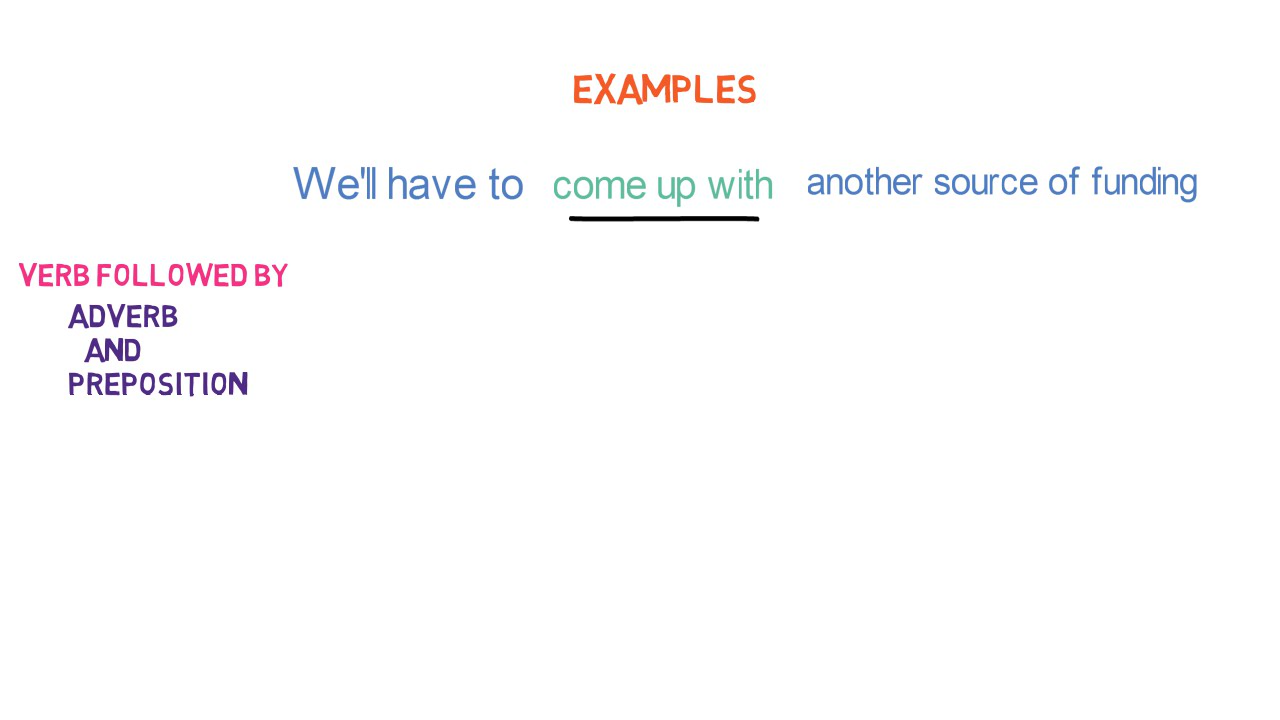 EXAMPLES
We'll have to come up with another source of funding
VERB FOLLOWED BY
ADVERB
AND
PREPOSITION